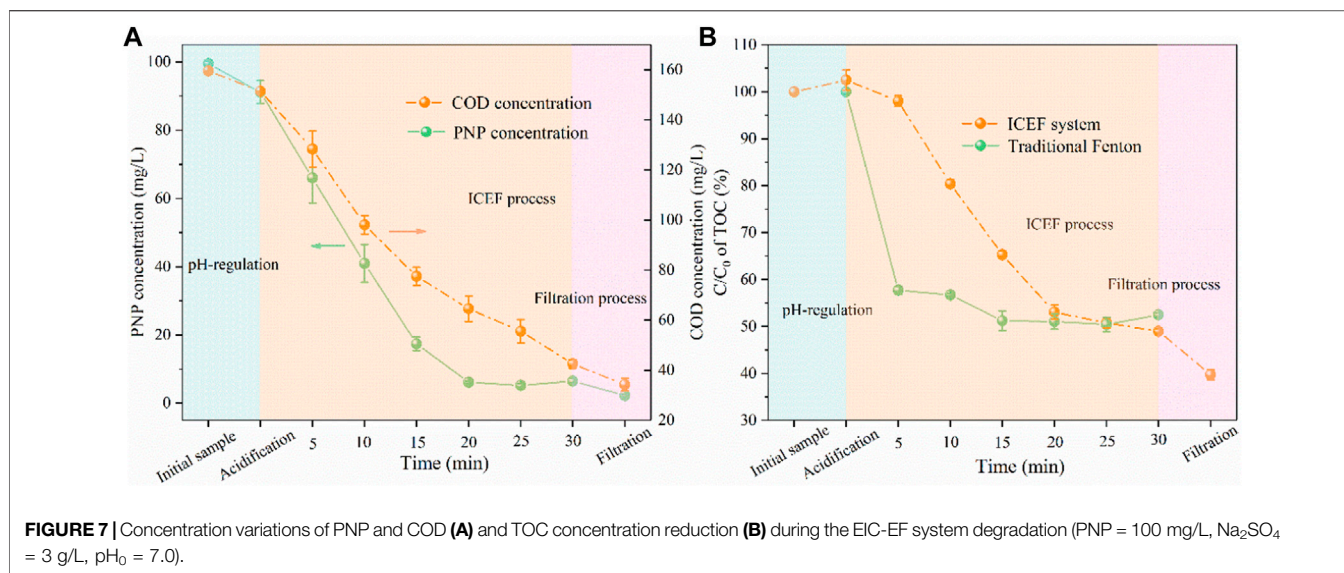 A
PNP concentration (mg/L)
100
80
60
40
20
0
COD concentration
PNP concentration
ICEF process
pH-regulation
Filtration process
160
140
120
100
80
60
40
20
COD concentration (mg/L)
Initial sample
Acidification
5
10
15
20
25
30
Filtration
Time (min)
B
C/C0 of TOC (%)
110
100
90
80
70
60
50
40
30
ICEF system
Traditional Fenton
ICEF process
Filtration process
pH-regulation
Initial sample
Acidification
5
10
15
20
25
30
Filtration
Time (min)
FIGURE 7 | Concentration variations of PNP and COD (A) and TOC concentration reduction (B) during the EIC-EF system degradation (PNP = 100 mg/L, Na2SO4
= 3 g/L, pH0 = 7.0).